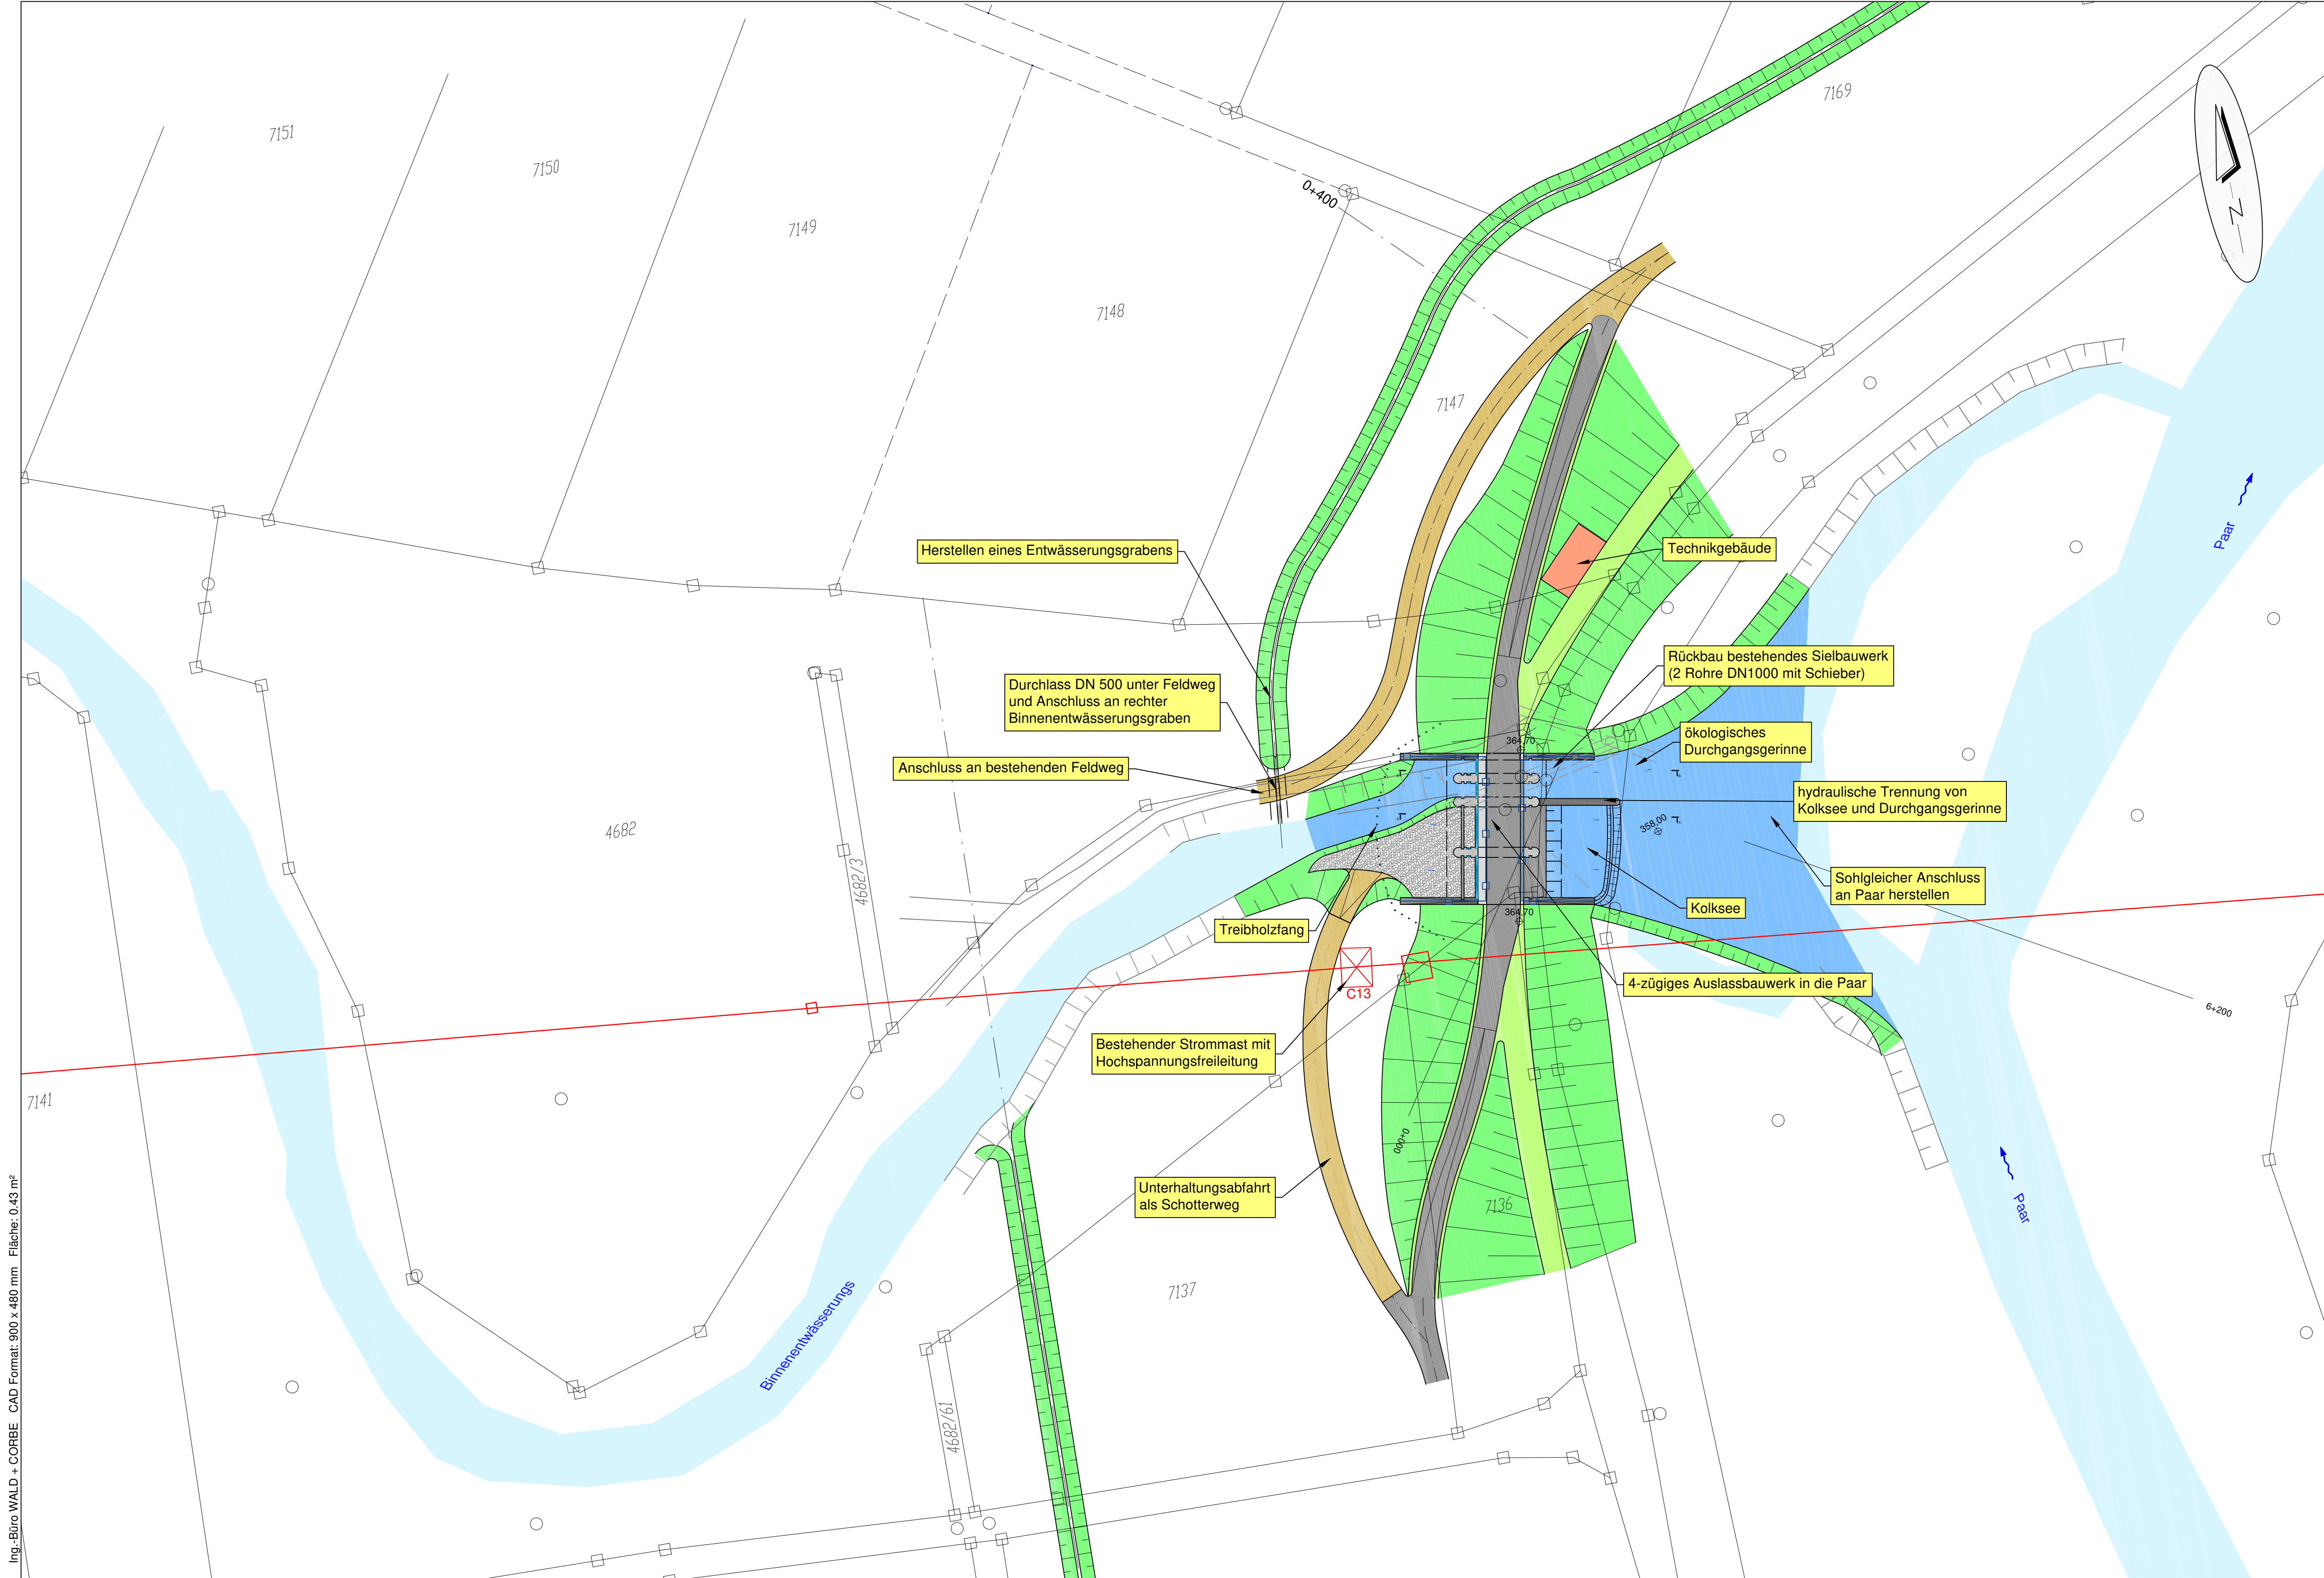 7151
7150
7149
7148
7147
7169
0+400
N
Paar
Herstellen eines Entwässerungsgrabens
Technikgebäude
Durchlass DN 500 unter Feldweg
und Anschluss an rechter
Binnenentwässerungsgraben
Rückbau bestehendes Sielbauwerk
(2 Rohre DN1000 mit Schieber)
ökologisches
Durchgangsgerinne
364,70
Anschluss an bestehenden Feldweg
hydraulische Trennung von
Kolksee und Durchgangsgerinne
358,00
4682
4682/3
Sohlgleicher Anschluss
an Paar herstellen
Kolksee
364,70
Treibholzfang
4-zügiges Auslassbauwerk in die Paar
C13
6+200
Bestehender Strommast mit
Hochspannungsfreileitung
7141
0+000
Unterhaltungsabfahrt
als Schotterweg
7136
Paar
7137
Binnenentwässerungs
4682/61
Ing.-Büro WALD + CORBE CAD Format: 900 x 480 mm Fläche: 0.43 m²